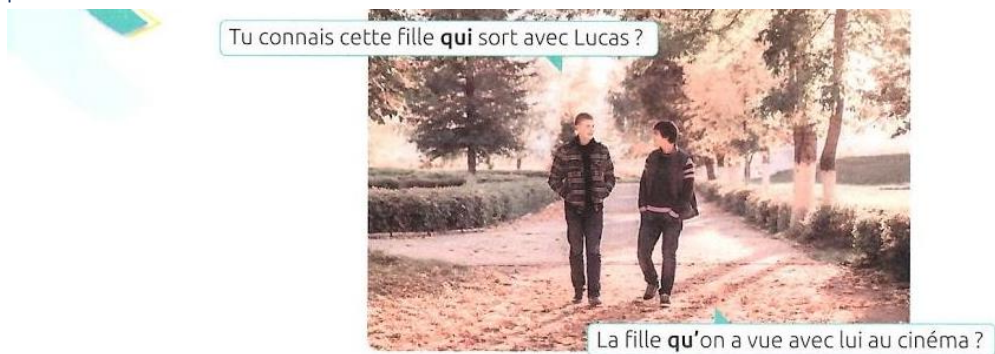 Tu connais cette fille qui sort avec Lucas ?
La fille qu'on a vue avec lui au cinéma ?